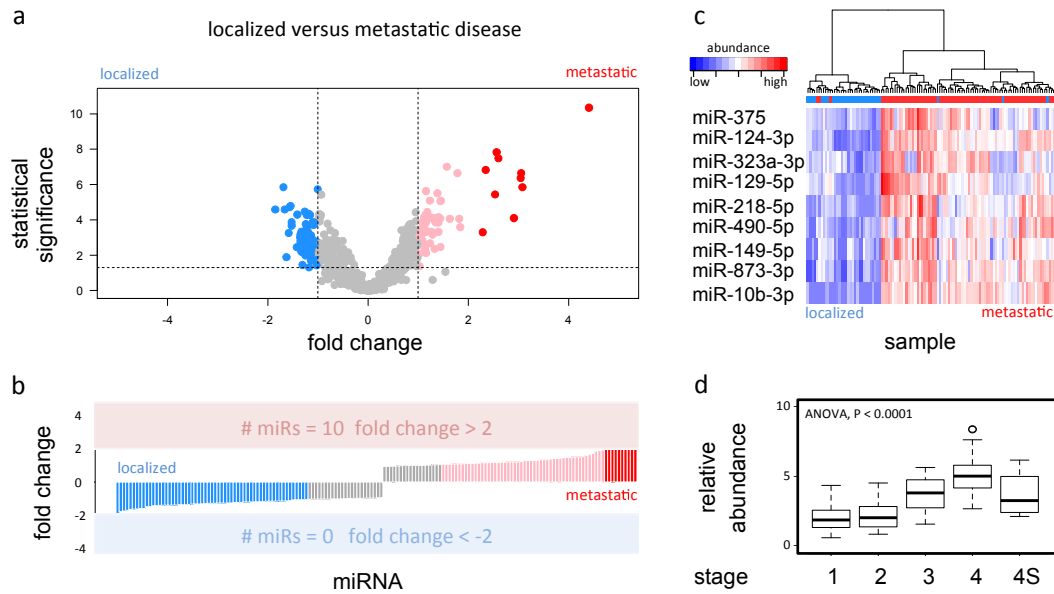 a
localized versus metastatic disease
localized
metastatic
statistical
significance
10
8
6
4
2
0
-4
-2
0
2
4
fold change
b
fold change
4
2
0
-2
-4
# miRs = 10 fold change > 2
localized
metastatic
# miRs = 0 fold change < -2
miRNA
c
abundance
low
high
miR-375
miR-124-3p
miR-323a-3p
miR-129-5p
miR-218-5p
miR-490-5p
miR-149-5p
miR-873-3p
miR-10b-3p
localized
metastatic
sample
d
relative
abundance
10
5
0
ANOVA, P < 0.0001
stage
1
2
3
4
4S